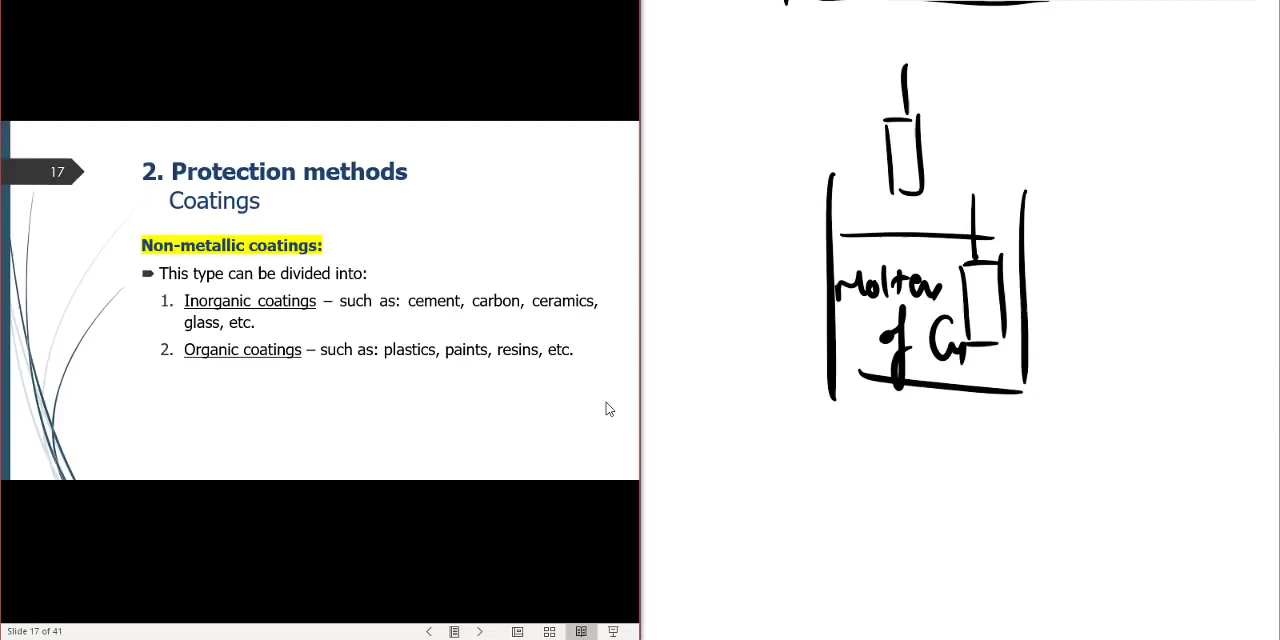 17
2. Protection methods
Coatings
Non-metallic coatings:
This type can be divided into:
1. Inorganic coatings – such as: cement, carbon, ceramics,
glass, etc.
2. Organic coatings – such as: plastics, paints, resins, etc.
Molten
of
Slide 17 of 41